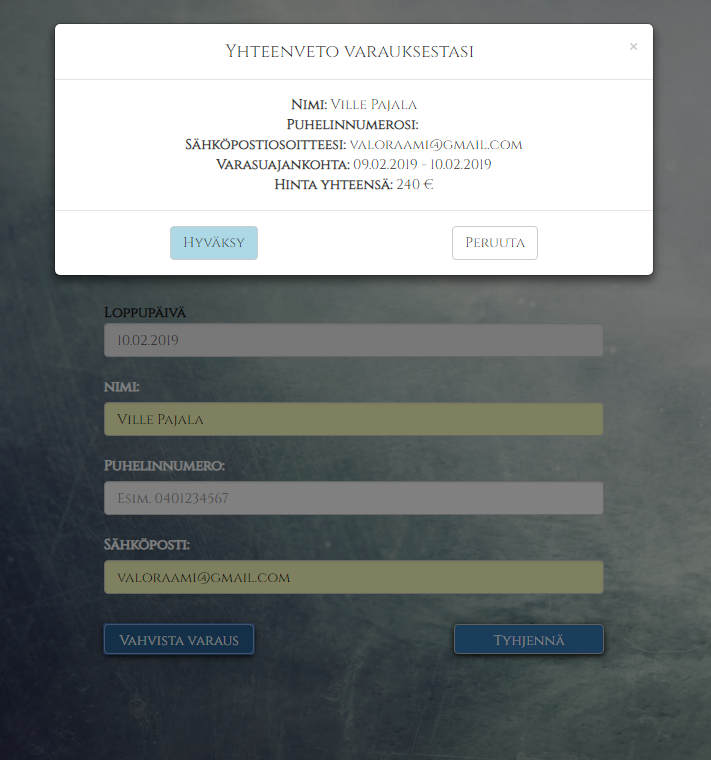 Yhteenveto varauksestasi
×
Nimi: Ville Pajala
Puhelinnumerosi:
Sähköpostiosoitteesi: valoraami@gmail.com
Varasuajankohta: 09.02.2019 - 10.02.2019
Hinta yhteensä: 240 €
Hyväksy
Peruuta
Loppupäivä
10.02.2019
nimi:
Ville Pajala
Puhelinnumero:
Esim. 0401234567
Sähköposti:
valoraami@gmail.com
Vahvista varaus
Tyhjennä